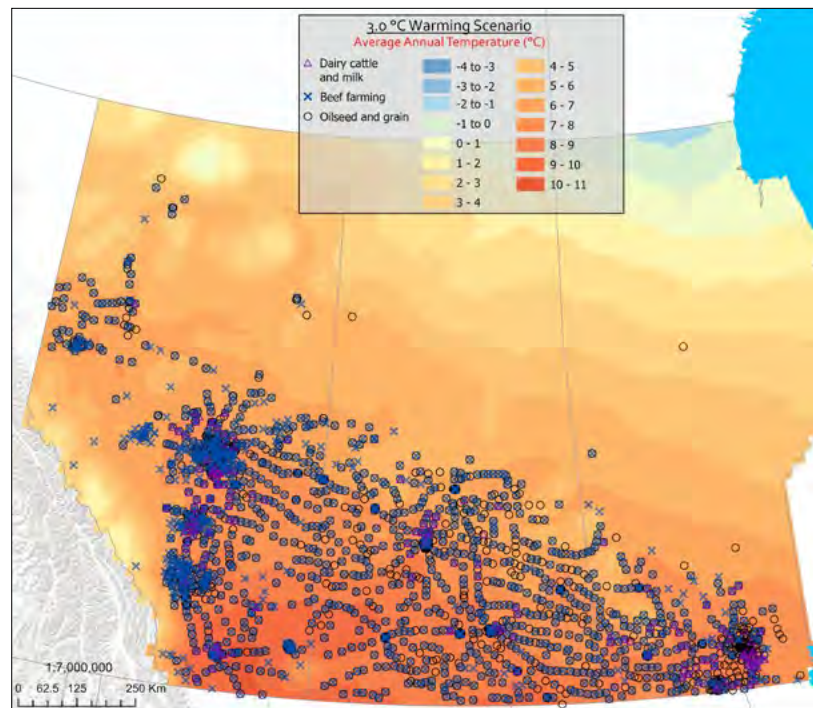 3.0 °C Warming Scenario
Average Annual Temperature (°C)
Dairy cattle
and milk
Beef farming
Oilseed and grain
-4 to -3
-3 to -2
-2 to -1
-1 to 0
0 - 1
1 - 2
2 - 3
3 - 4
4 - 5
5 - 6
6 - 7
7 - 8
8 - 9
9 - 10
10 - 11
1:7,000,000
0 62.5 125 250 Km